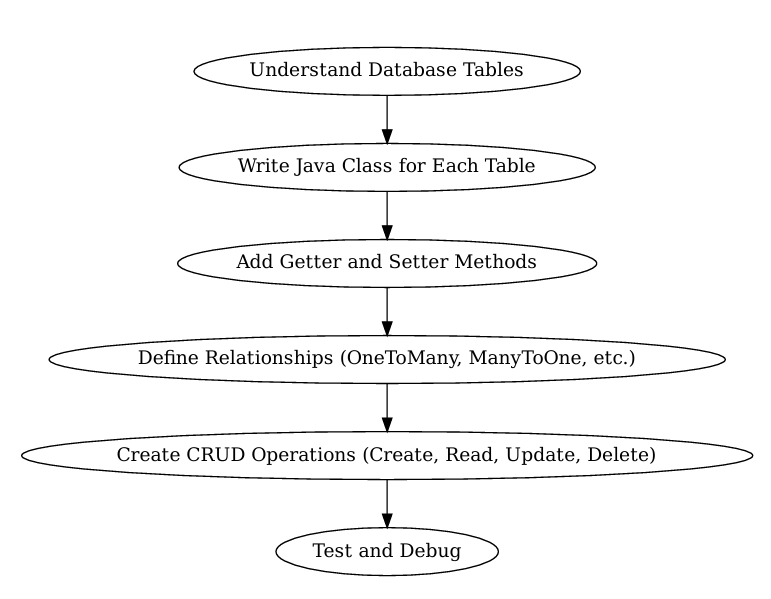 Understand Database Tables
Write Java Class for Each Table
Add Getter and Setter Methods
Define Relationships (OneToMany, ManyToOne, etc.)
Create CRUD Operations (Create, Read, Update, Delete)
Test and Debug